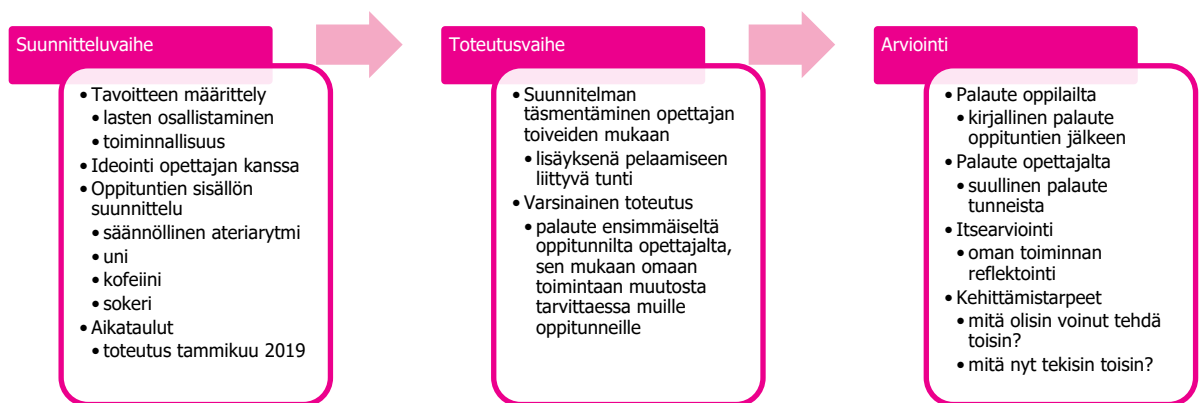 Suunnitteluvaihe
• Tavoitteen määrittely
• lasten osallistaminen
• toiminnallisuus
• Ideointi opettajan kanssa
• Oppituntien sisällön
suunnittelu
• säännöllinen ateriarytmi
• uni
• kofeiini
• sokeri
• Aikataulut
• toteutus tammikuu 2019
Toteutusvaihe
• Suunnitelman
täsmentäminen opettajan
toiveiden mukaan
• lisäyksenä pelaamiseen
liittyvä tunti
• Varsinainen toteutus
• palaute ensimmäiseltä
oppitunnilta opettajalta,
sen mukaan omaan
toimintaan muutosta
tarvittaessa muille
oppitunneille
Arviointi
• Palaute oppilailta
• kirjallinen palaute
oppituntien jälkeen
• Palaute opettajalta
• suullinen palaute
tunneista
• Itsearviointi
• oman toiminnan
reflektointi
• Kehittämistarpeet
• mitä olisin voinut tehdä
toisin?
• mitä nyt tekisin toisin?